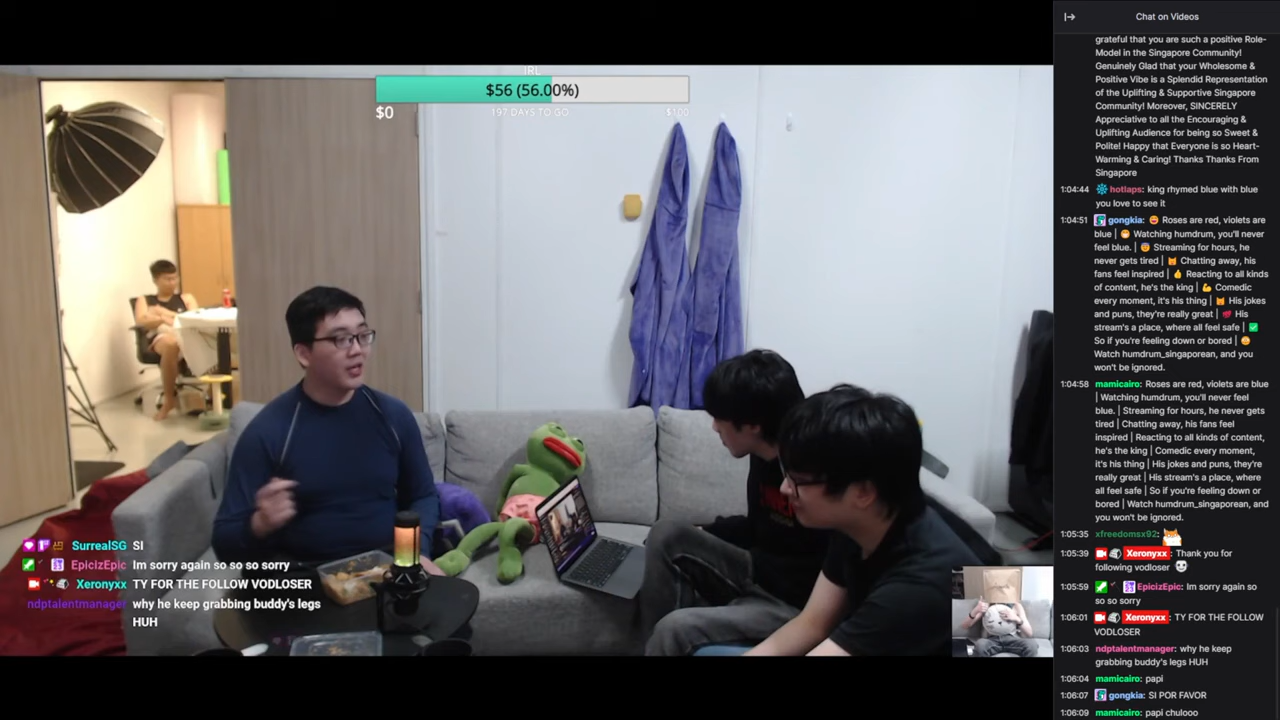 IRL
$56 (56.00%)
$0
197 DAYS TO GO
$100
SurrealSG SI
EpicizEpic Im sorry again so so so sorry
Xeronyxx TY FOR THE FOLLOW VODLOSER
ndptalentmanager why he keep grabbing buddy's legs
HUH
Chat on Videos
grateful that you are such a positive Role-
Model in the Singapore Community!
Genuinely Glad that your Wholesome &
Positive Vibe is a Splendid Representation
of the Uplifting & Supportive Singapore
Community! Moreover, SINCERELY
Appreciative to all the Encouraging &
Uplifting Audience for being so Sweet &
Polite! Happy that Everyone is so Heart-
Warming & Caring! Thanks Thanks From
Singapore
1:04:44 hotlaps: king rhymed blue with blue
you love to see it
1:04:51 gongkia: 😄 Roses are red, violets are
blue | 😁 Watching humdrum, you'll never
feel blue. | 😇 Streaming for hours, he
never gets tired | 😸 Chatting away, his
fans feel inspired | 👍 Reacting to all kinds
of content, he's the king | 💪 Comedic
every moment, it's his thing | 😸 His jokes
and puns, they're really great | 💓 His
stream's a place, where all feel safe | ✅
So if you're feeling down or bored | 😊
Watch humdrum_singaporean, and you
won't be ignored.
1:04:58 mamicairo: Roses are red, violets are blue
| Watching humdrum, you'll never feel
blue. | Streaming for hours, he never gets
tired | Chatting away, his fans feel
inspired | Reacting to all kinds of content,
he's the king | Comedic every moment,
it's his thing | His jokes and puns, they're
really great | His stream's a place, where
all feel safe | So if you're feeling down or
bored | Watch humdrum_singaporean, and
you won't be ignored.
1:05:35 xfreedomsx92:
1:05:39 Xeronyxx: Thank you for
following vodloser
1:05:59 EpicizEpic: Im sorry again so
so so sorry
1:06:01 Xeronyxx: TY FOR THE FOLLOW
VODLOSER
1:06:03 ndptalentmanager: why he keep
grabbing buddy's legs HUH
1:06:04 mamicairo: papi
1:06:07 gongkia: SI POR FAVOR
1:06:09 mamicairo: papi chulooo